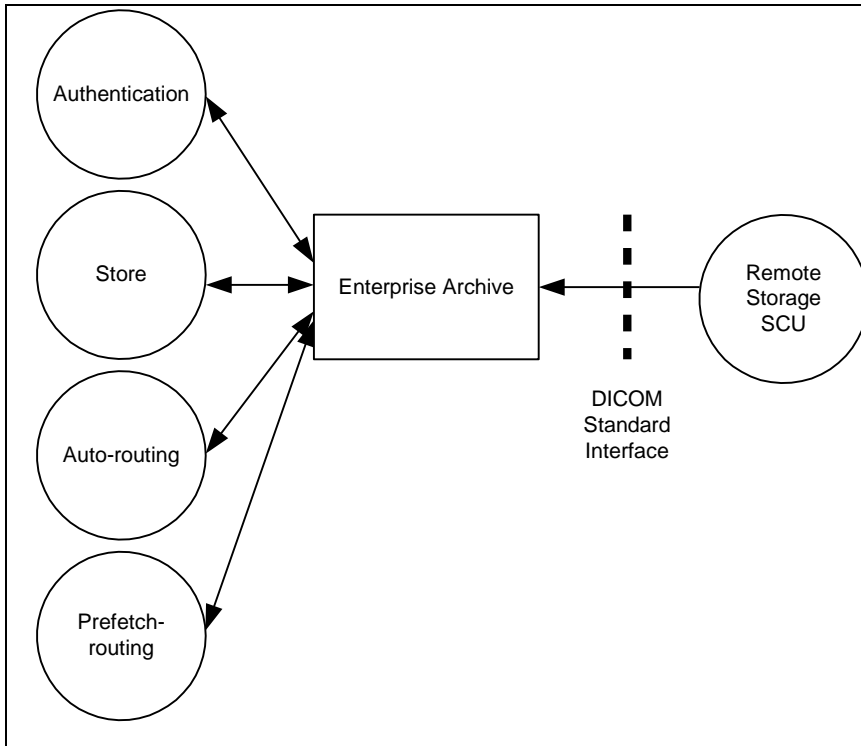 Authentication
Store
Auto-routing
Prefetch-
routing
Enterprise Archive
DICOM
Standard
Interface
Remote
Storage
SCU